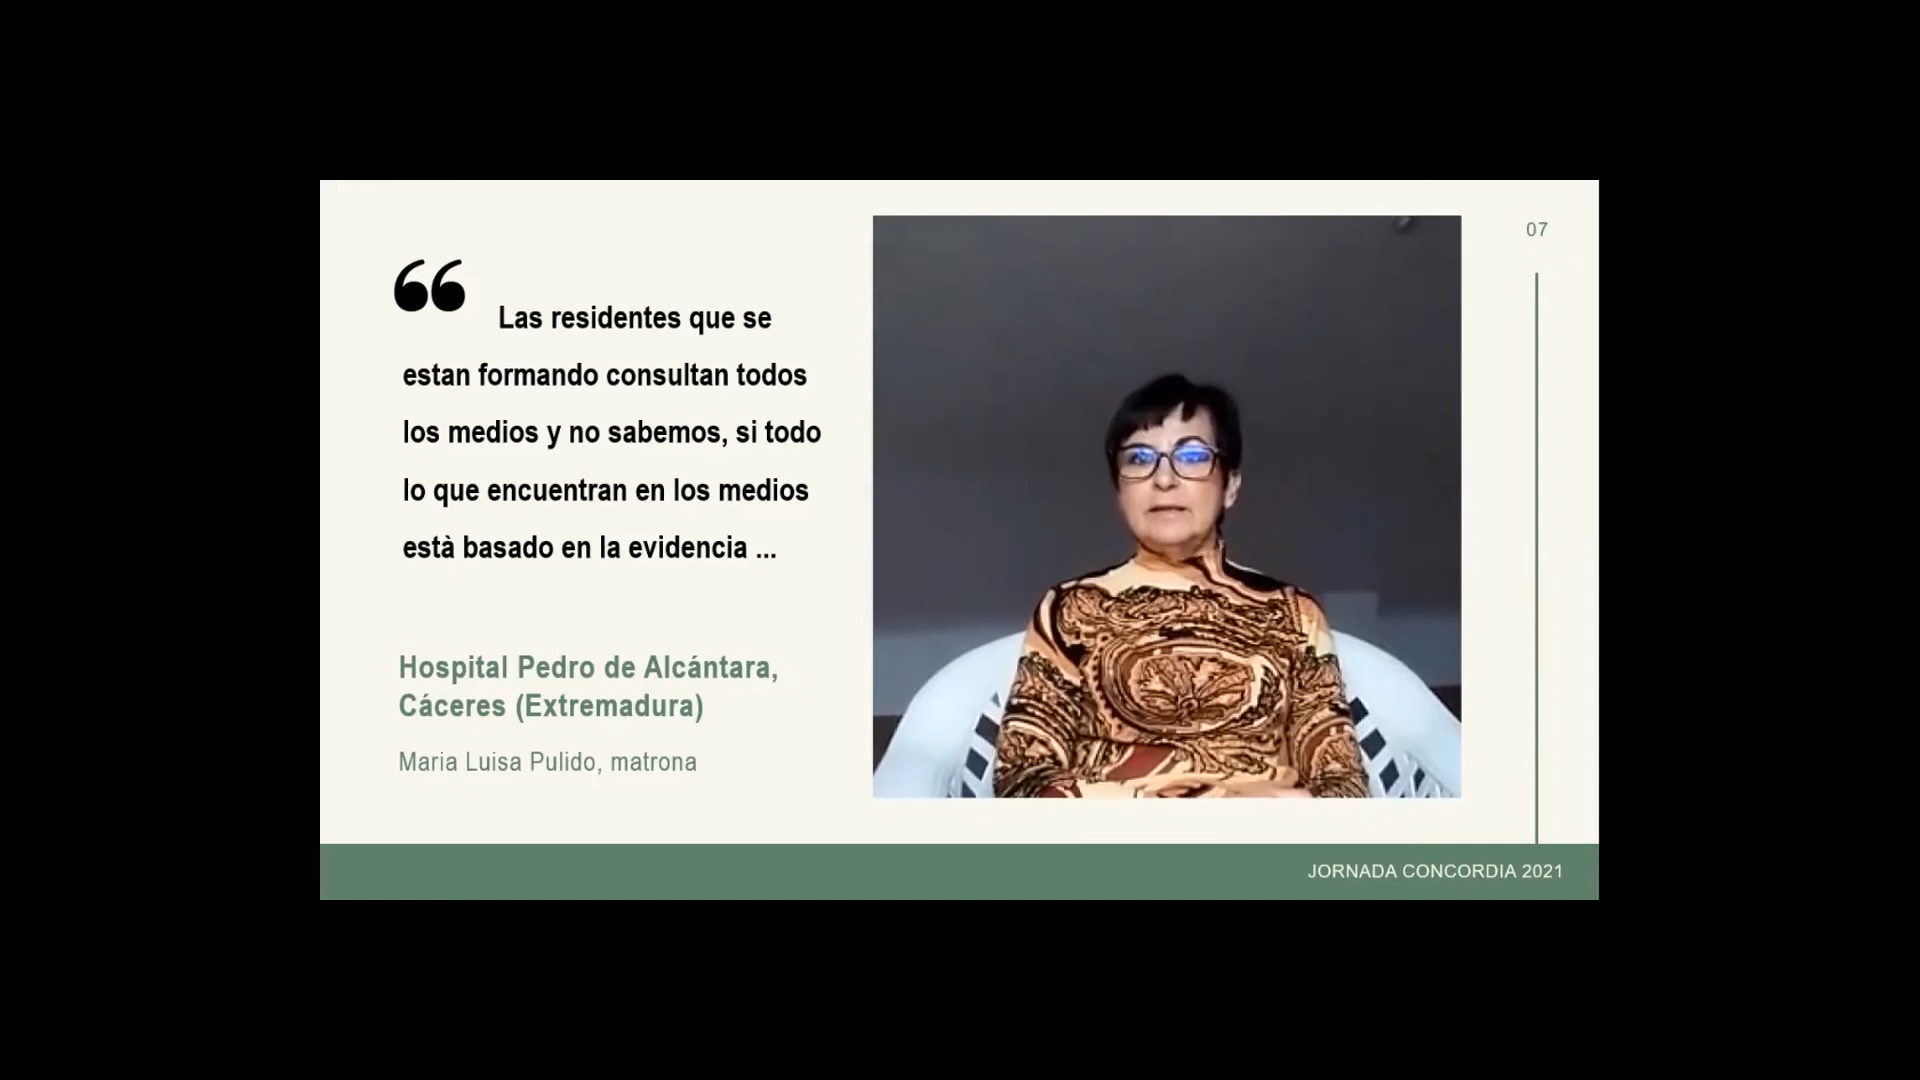 07
“ Las residentes que se
estan formando consultan todos
los medios y no sabemos, si todo
lo que encuentran en los medios
està basado en la evidencia ...
Hospital Pedro de Alcántara,
Cáceres (Extremadura)
Maria Luisa Pulido, matrona
JORNADA CONCORDIA 2021